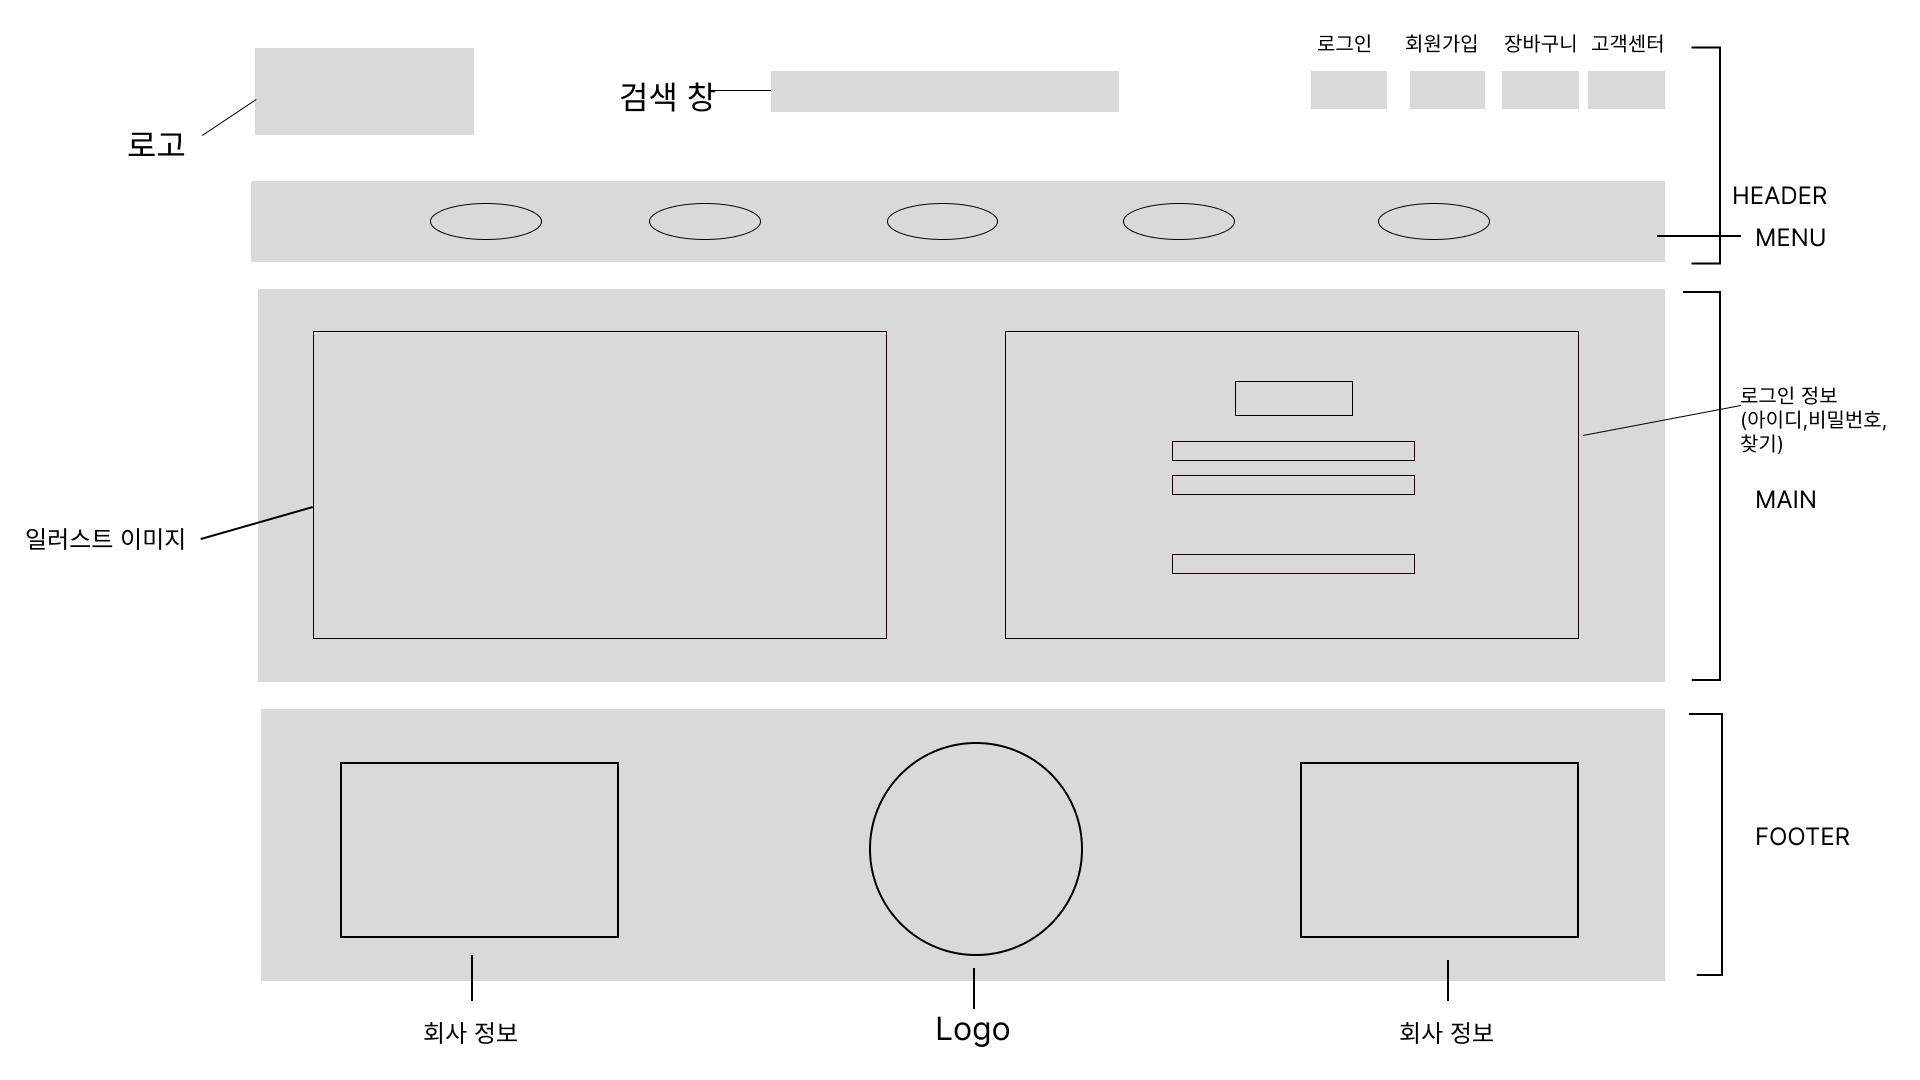 로그인 회원가입 장바구니 고객센터
검색 창
로고
HEADER
MENU
로그인 정보
(아이디,비밀번호,
찾기)
MAIN
일러스트 이미지
FOOTER
회사 정보
Logo
회사 정보